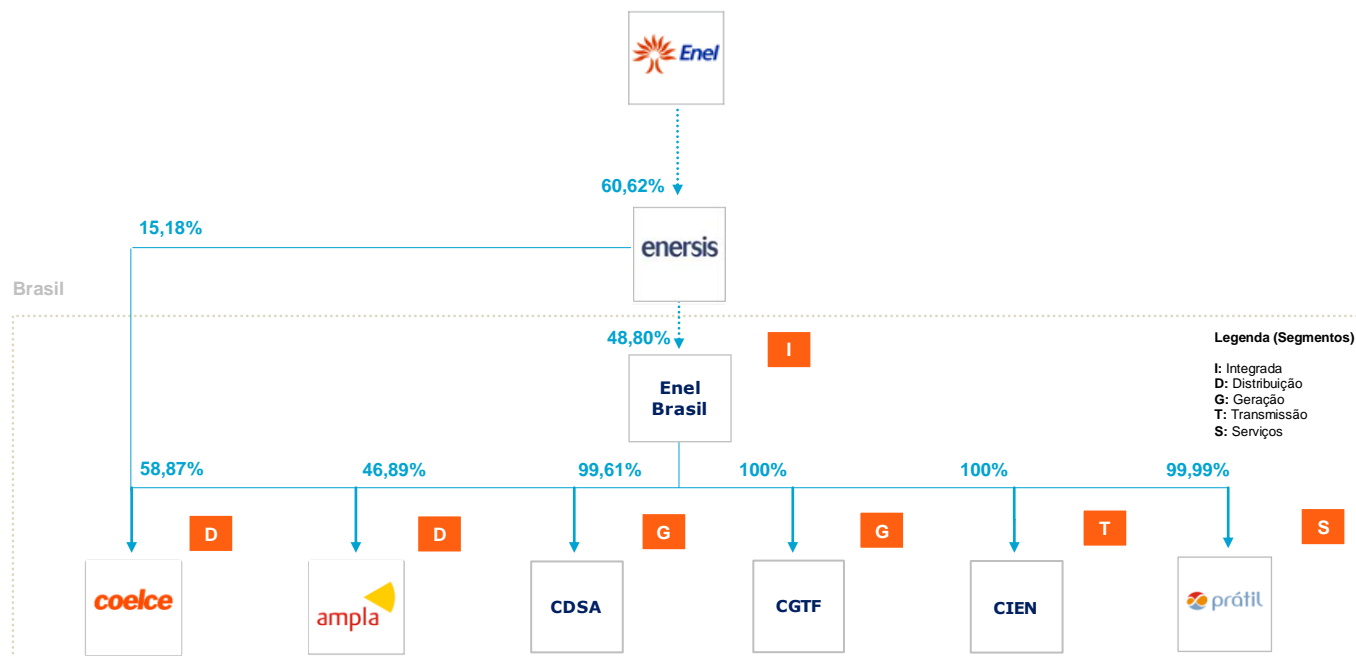 Enel
60,62%
15,18%
enersis
Brasil
48,80%
I
Legenda (Segmentos)
Enel
Brasil
I: Integrada
D: Distribuição
G: Geração
T: Transmissão
S: Serviços
58,87%
46,89%
99,61%
100%
100%
99,99%
D
D
G
G
T
S
coelce
ampla
CDSA
CGTF
CIEN
prátil